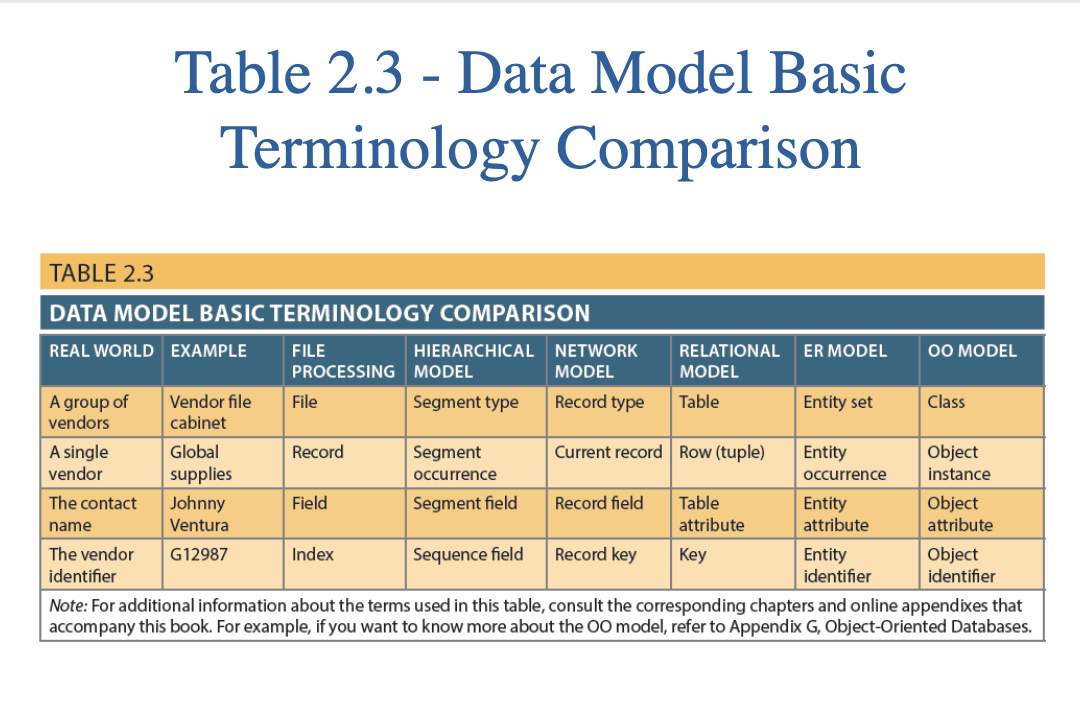 Table 2.3 - Data Model Basic
Terminology Comparison
TABLE 2.3
DATA MODEL BASIC TERMINOLOGY COMPARISON
REAL WORLD EXAMPLE FILE PROCESSING HIERARCHICAL MODEL NETWORK MODEL RELATIONAL MODEL ER MODEL OO MODEL
A group of vendors Vendor file cabinet File Segment type Record type Table Entity set Class
A single vendor Global supplies Record Segment occurrence Current record Row (tuple) Entity occurrence Object instance
The contact name Johnny Ventura Field Segment field Record field Table attribute Entity attribute Object attribute
The vendor identifier G12987 Index Sequence field Record key Key Entity identifier Object identifier
Note: For additional information about the terms used in this table, consult the corresponding chapters and online appendixes that
accompany this book. For example, if you want to know more about the OO model, refer to Appendix G, Object-Oriented Databases.